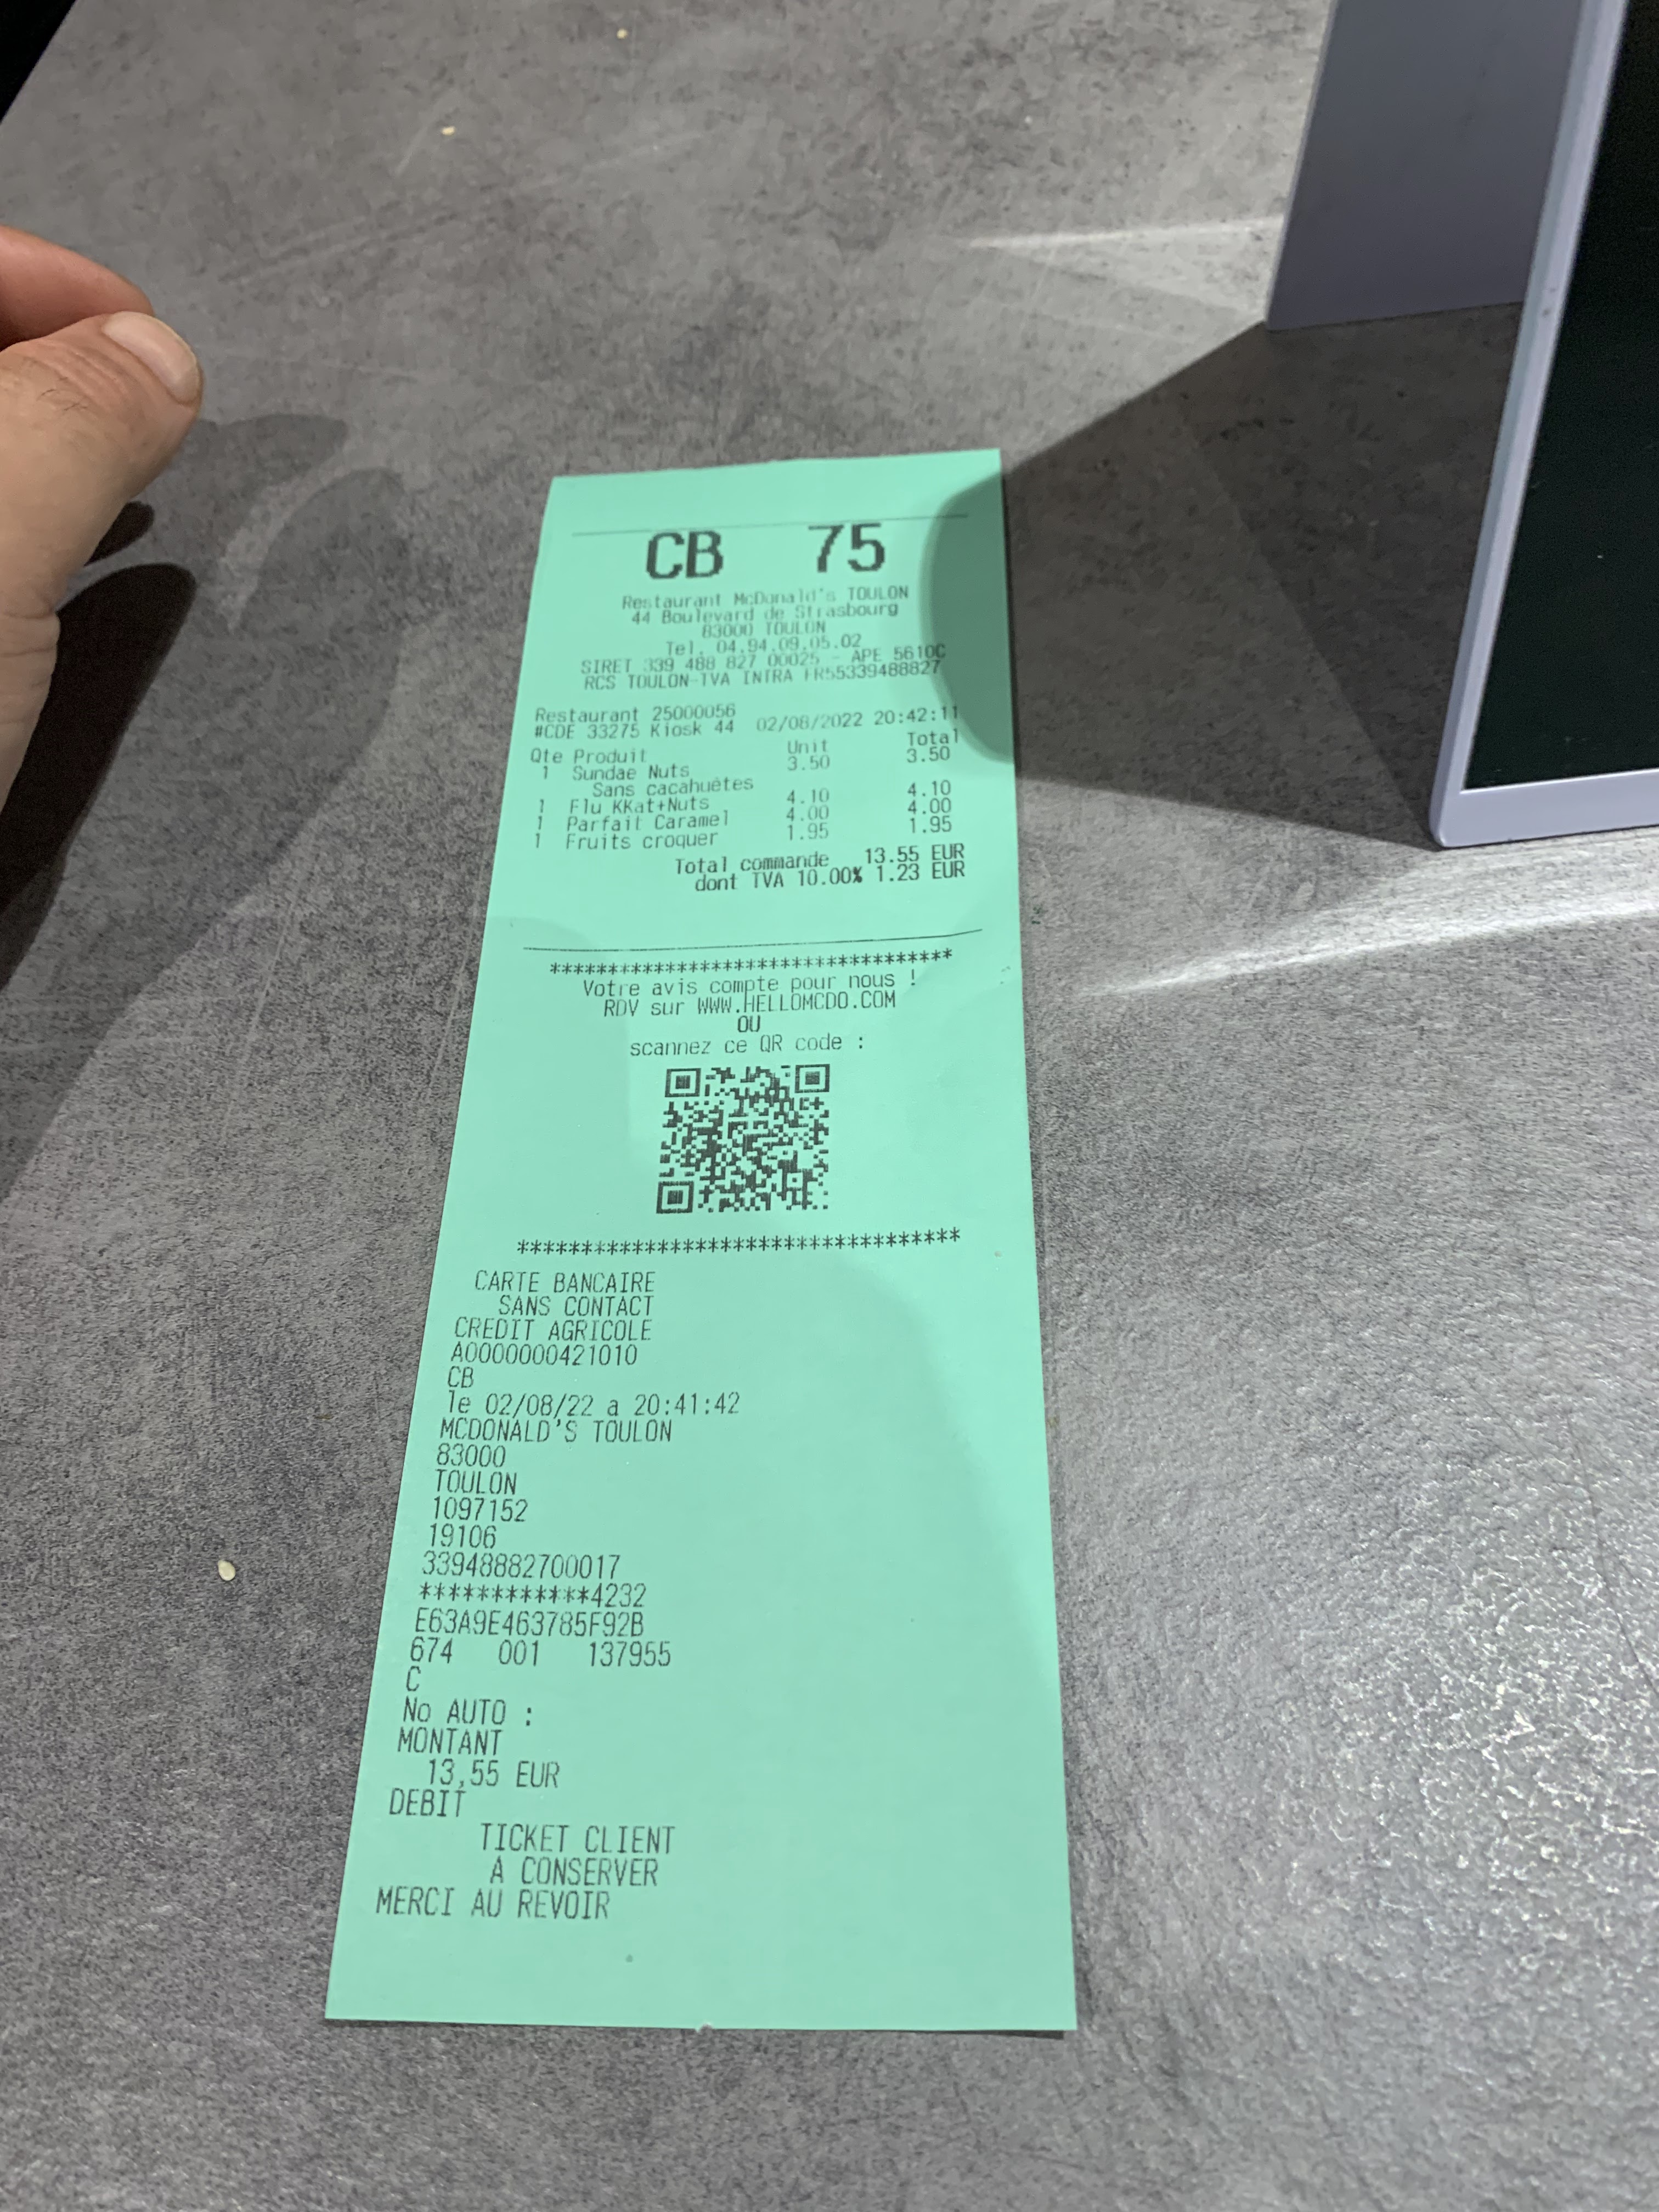 CB 75
Restaurant McDonald's TOULON
44 Boulevard de Strasbourg
83000 TOULON
Tel. 04.94.09.05.02
SIRET 339 488 827 00025 - APE 5610C
RCS TOULON-TVA INTRA FR55339488827
Restaurant 25000056
#CDE 33275 Kiosk 44 02/08/2022 20:42:11
Qte Produit Unit Total
1 Sundae Nuts 3.50 3.50
Sans cacahuètes
1 Flu KKat+Nuts 4.10 4.10
1 Parfait Caramel 4.00 4.00
1 Fruits croquer 1.95 1.95
Total commande 13.55 EUR
dont TVA 10.00% 1.23 EUR
***********************************
Votre avis compte pour nous !
RDV sur WWW.HELLOMCDO.COM
OU
scannez ce QR code :
***********************************
CARTE BANCAIRE
SANS CONTACT
CREDIT AGRICOLE
A0000000421010
CB
le 02/08/22 a 20:41:42
MCDONALD'S TOULON
83000
TOULON
1097152
19106
33948882700017
************4232
E63A9E463785F92B
674 001 137955
C
No AUTO :
MONTANT
13,55 EUR
DEBIT
TICKET CLIENT
A CONSERVER
MERCI AU REVOIR